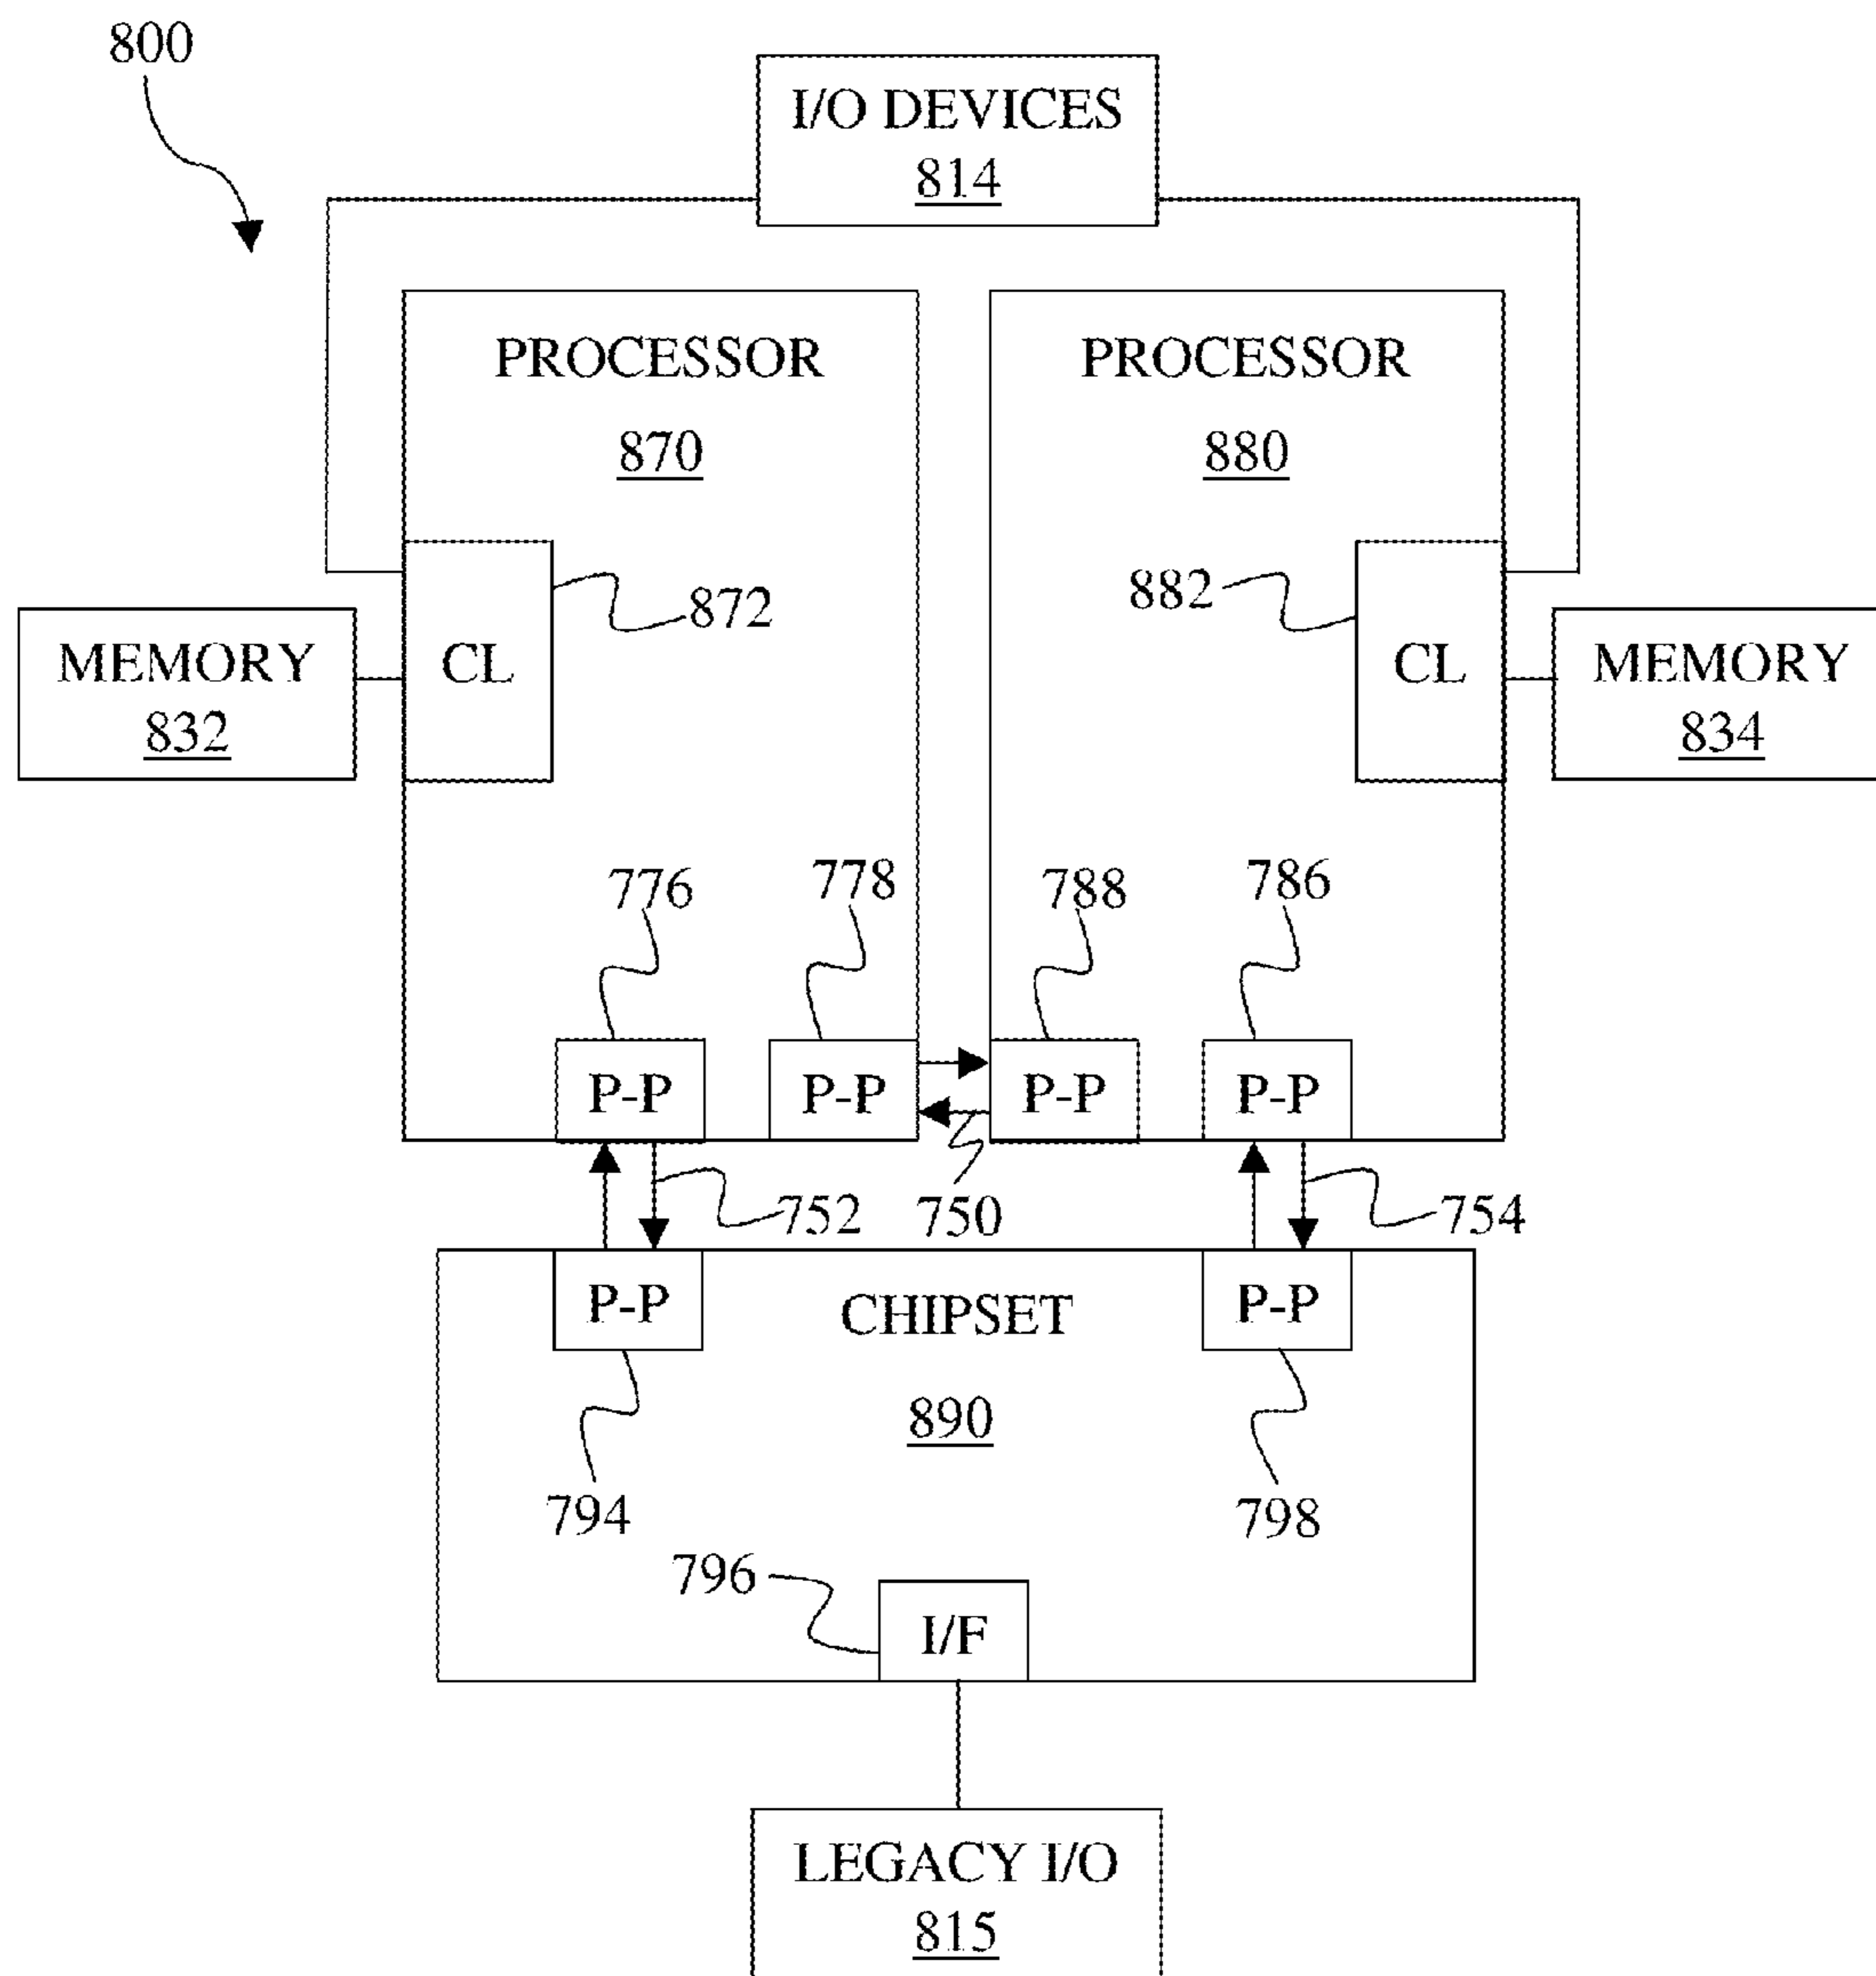 800
I/O DEVICES
814
PROCESSOR
870
PROCESSOR
880
872
882
CL
CL
MEMORY
832
MEMORY
834
776
778
788
786
P-P
P-P
P-P
P-P
752
750
754
P-P
CHIPSET
P-P
890
794
798
796
I/F
LEGACY I/O
815